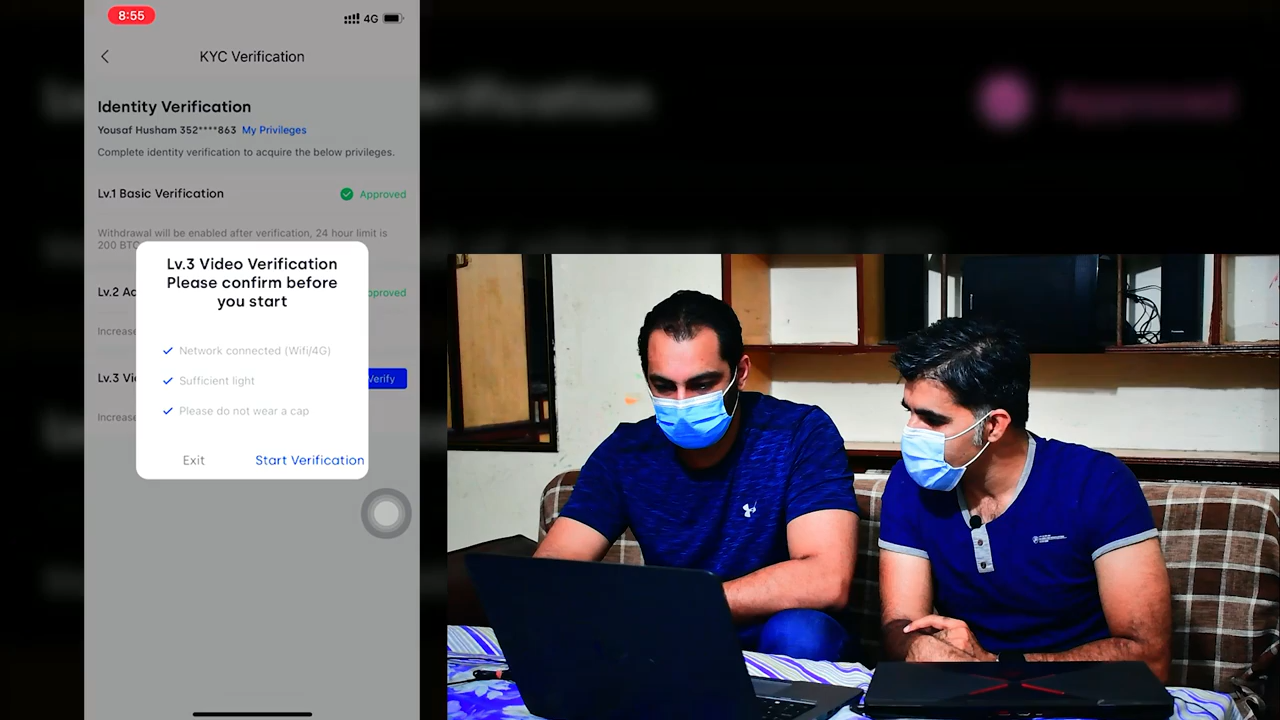 8:55
4G
KYC Verification
Identity Verification
Yousaf Husham 352****863 My Privileges
Complete identity verification to acquire the below privileges.
Lv.1 Basic Verification
Approved
Withdrawal will be enabled after verification, 24 hour limit is
200 BTC
Lv.2
Increase
Lv.3
Verify
Increase
Lv.3 Video Verification
Please confirm before
you start
Network connected (Wifi/4G)
Sufficient light
Please do not wear a cap
Exit
Start Verification